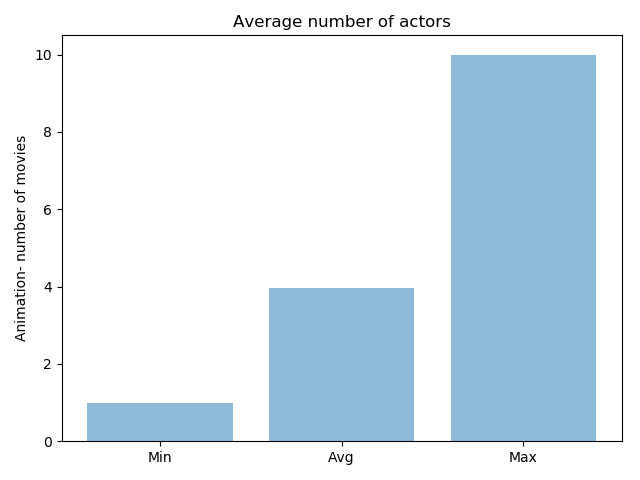 Average number of actors
Animation- number of movies
10
8
6
4
2
0
Min
Avg
Max